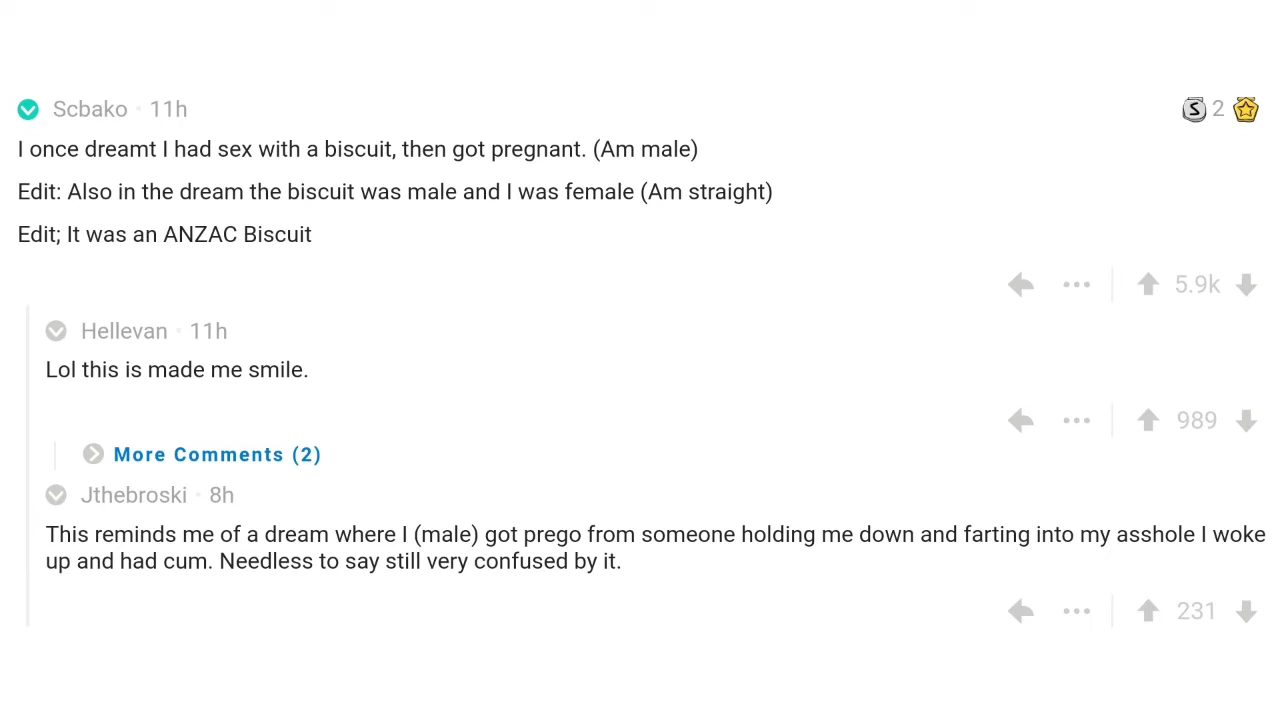 Scbako · 11h
S 2
I once dreamt I had sex with a biscuit, then got pregnant. (Am male)
Edit: Also in the dream the biscuit was male and I was female (Am straight)
Edit; It was an ANZAC Biscuit
5.9k
Hellevan · 11h
Lol this is made me smile.
989
More Comments (2)
Jthebroski · 8h
This reminds me of a dream where I (male) got prego from someone holding me down and farting into my asshole I woke
up and had cum. Needless to say still very confused by it.
231